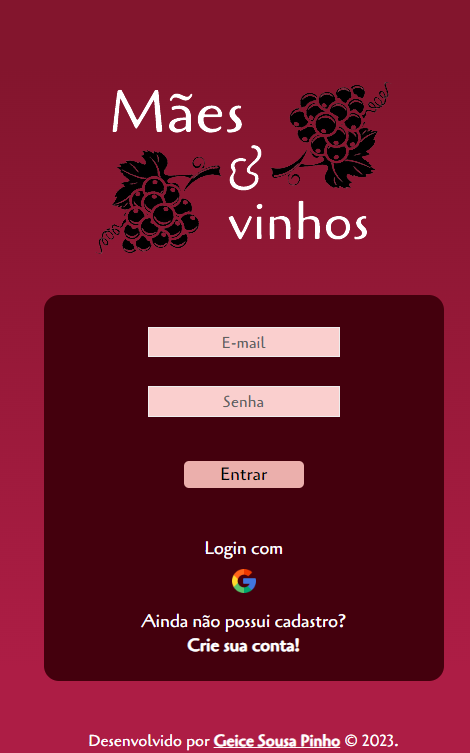 Mães
&
vinhos
E-mail
Senha
Entrar
Login com
Ainda não possui cadastro?
Crie sua conta!
Desenvolvido por Geice Sousa Pinho © 2023.